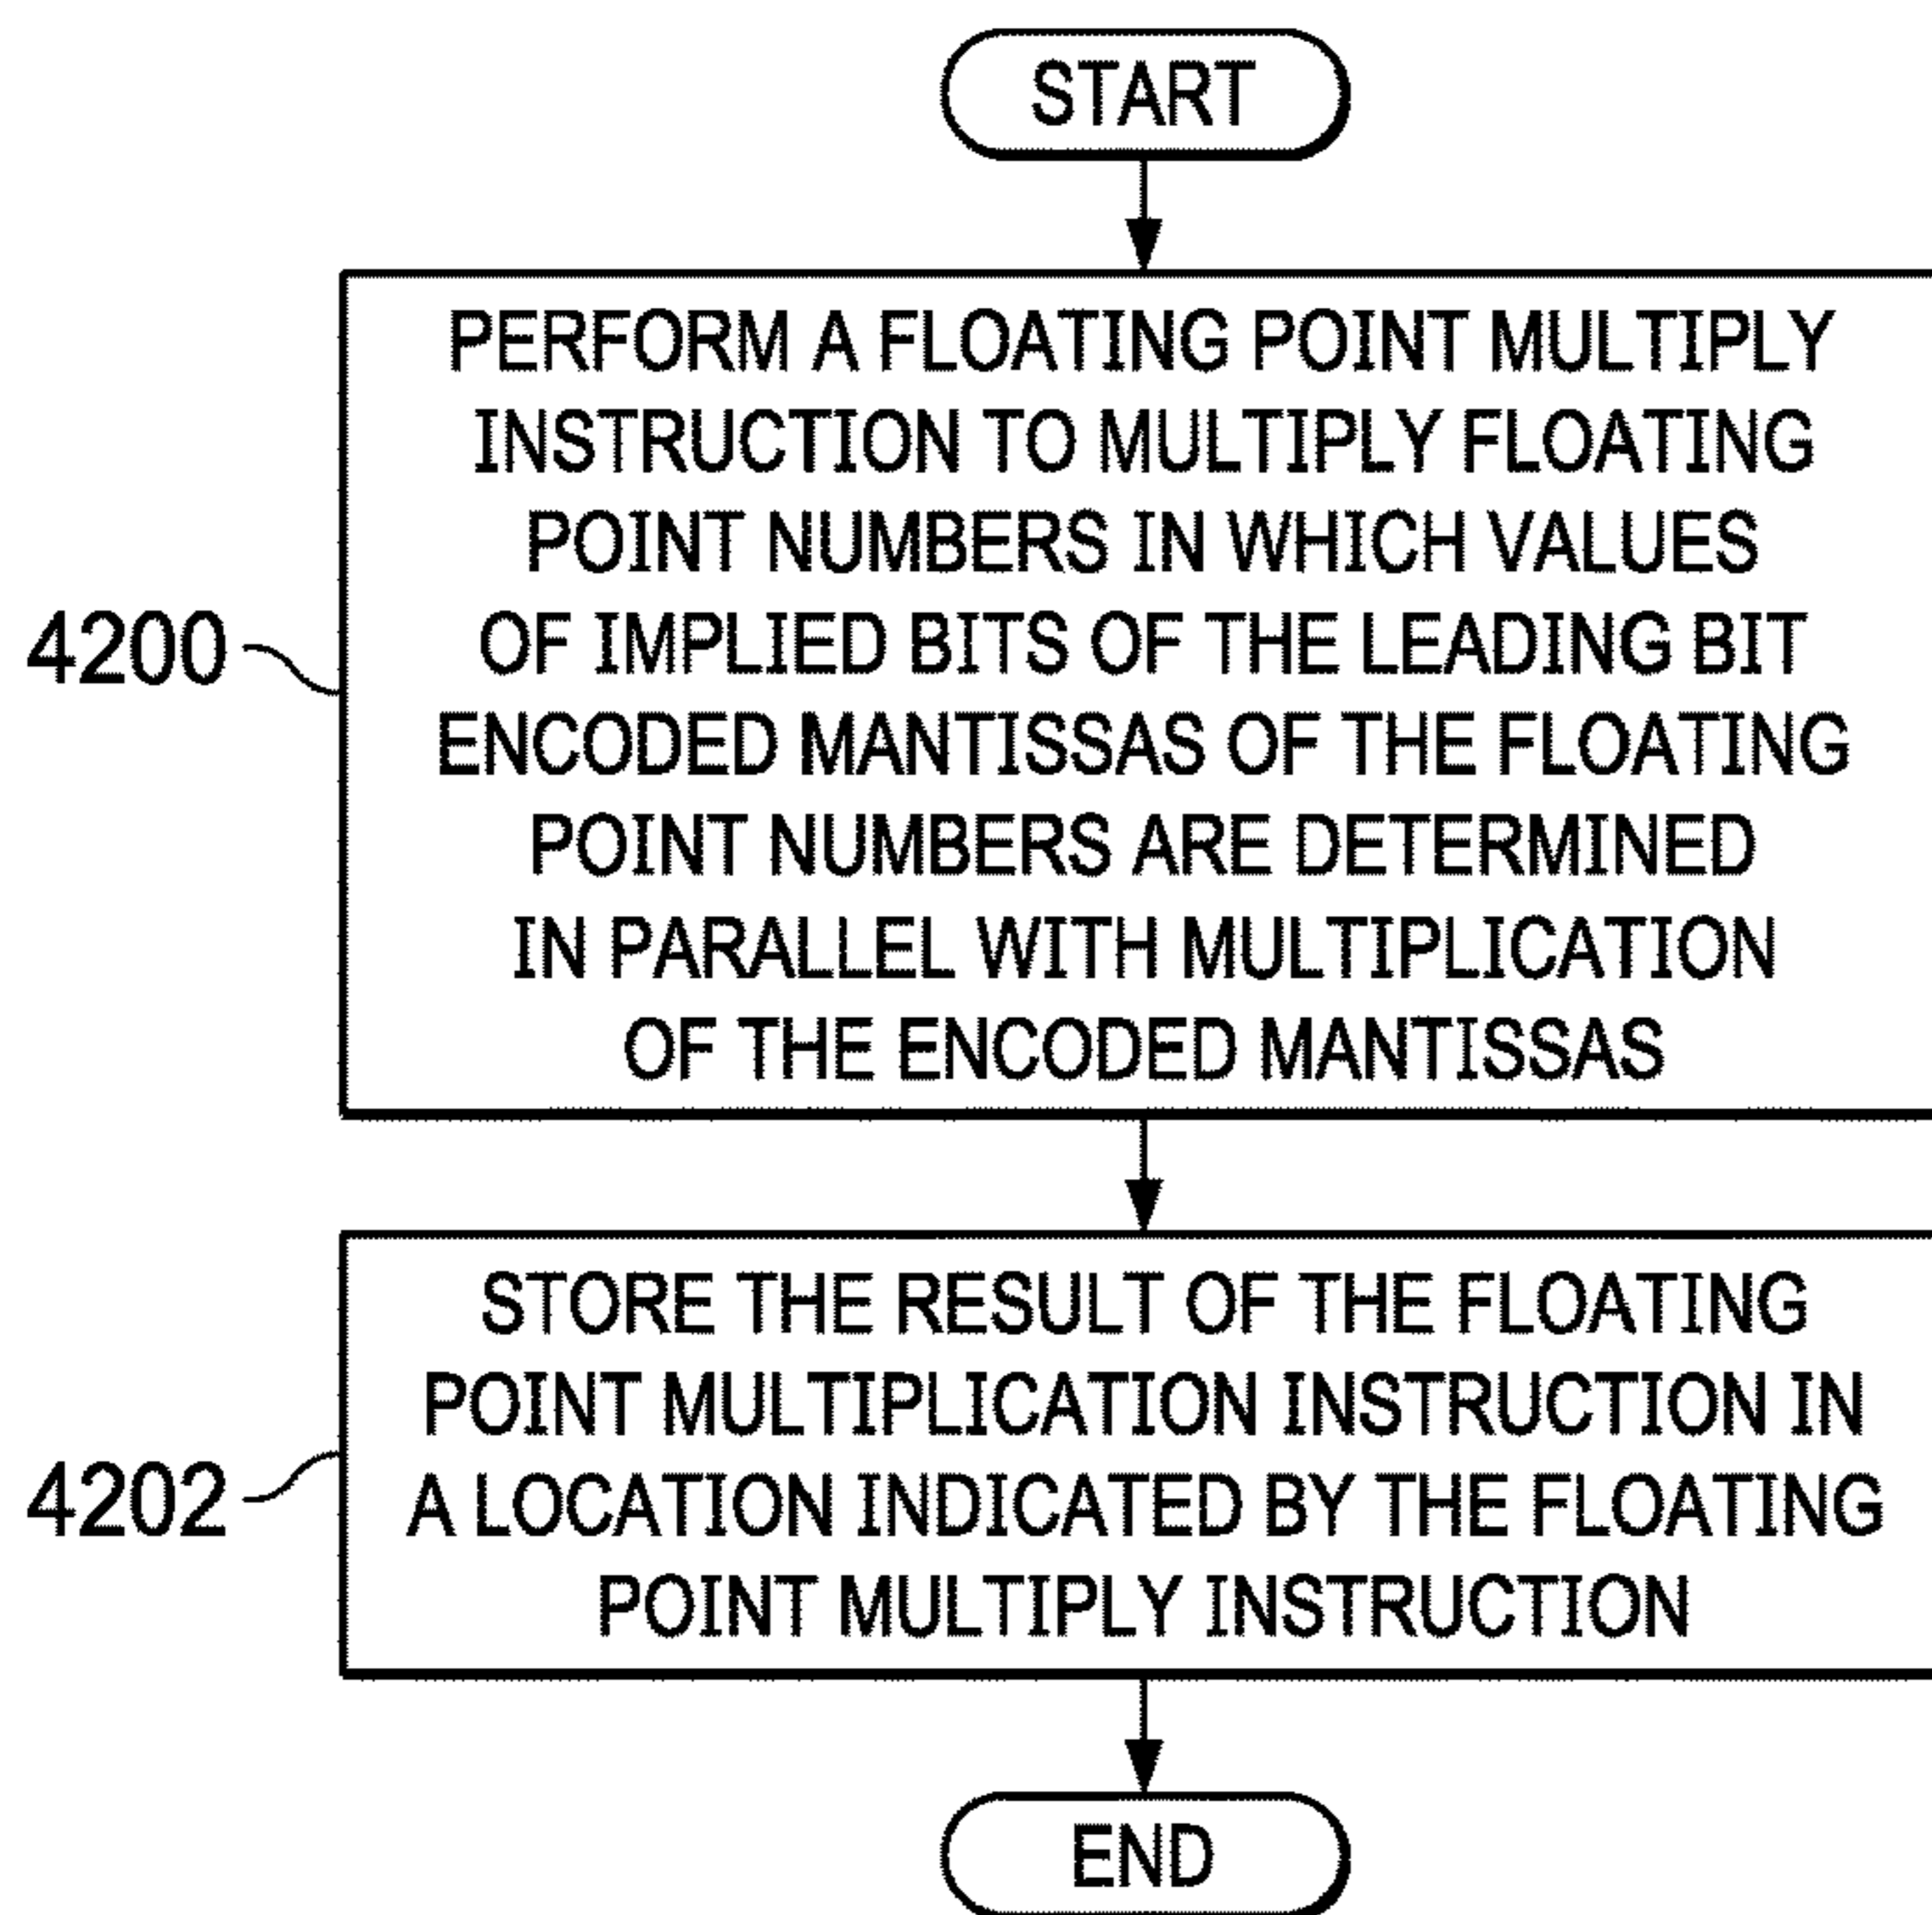 START
PERFORM A FLOATING POINT MULTIPLY
INSTRUCTION TO MULTIPLY FLOATING
POINT NUMBERS IN WHICH VALUES
OF IMPLIED BITS OF THE LEADING BIT
4200
ENCODED MANTISSAS OF THE FLOATING
POINT NUMBERS ARE DETERMINED
IN PARALLEL WITH MULTIPLICATION
OF THE ENCODED MANTISSAS
STORE THE RESULT OF THE FLOATING
POINT MULTIPLICATION INSTRUCTION IN
4202
A LOCATION INDICATED BY THE FLOATING
POINT MULTIPLY INSTRUCTION
END